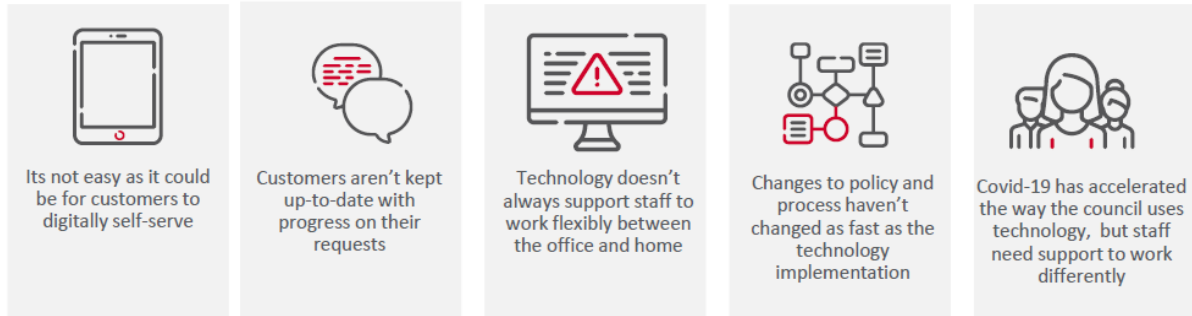 Its not easy as it could
be for customers to
digitally self-serve
Customers aren't kept
up-to-date with
progress on their
requests
Technology doesn't
always support staff to
work flexibly between
the office and home
Changes to policy and
process haven't
changed as fast as the
technology
implementation
Covid-19 has accelerated
the way the council uses
technology,  but staff
need support to work
differently